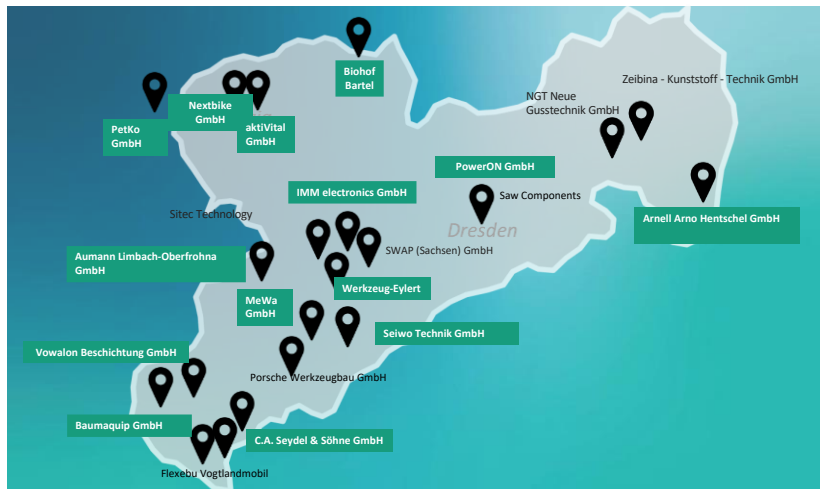 Biohof
Bartel
Zeibina - Kunststoff - Technik GmbH
Nextbike
GmbH
NGT Neue
Gusstechnik GmbH
PetKo
GmbH
aktiVital
GmbH
PowerON GmbH
IMM electronics GmbH
Saw Components
Sitec Technology
Arnell Arno Hentschel GmbH
Dresden
SWAP (Sachsen) GmbH
Aumann Limbach-Oberfrohna
GmbH
MeWa
GmbH
Werkzeug-Eylert
Seiwo Technik GmbH
Vowalon Beschichtung GmbH
Porsche Werkzeugbau GmbH
Baumaquip GmbH
C.A. Seydel & Söhne GmbH
Flexebu Vogtlandmobil